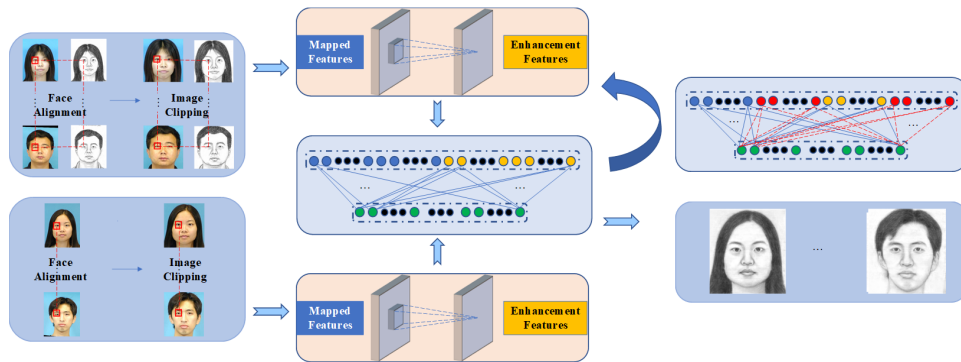 Face
Alignment
Image
Clipping
Mapped
Features
Enhancement
Features
...
...
...
...
Face
Alignment
Image
Clipping
Mapped
Features
Enhancement
Features
...